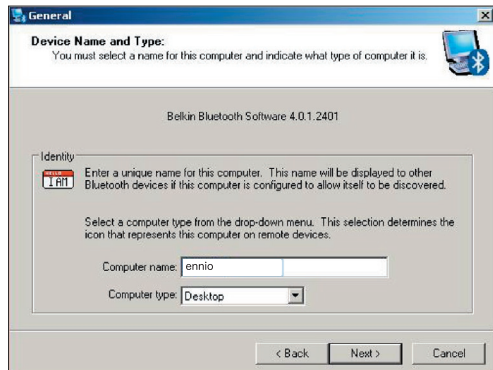 General
Device Name and Type:
You must select a name for this computer and indicate what type of computer it is.
Belkin Bluetooth Software 4.0.1.2401
Identity
HELLO
I AM
Enter a unique name for this computer. This name will be displayed to other
Bluetooth devices if this computer is configured to allow itself to be discovered.
Select a computer type from the drop-down menu. This selection determines the
icon that represents this computer on remote devices.
Computer name: ennio
Computer type: Desktop
< Back Next > Cancel